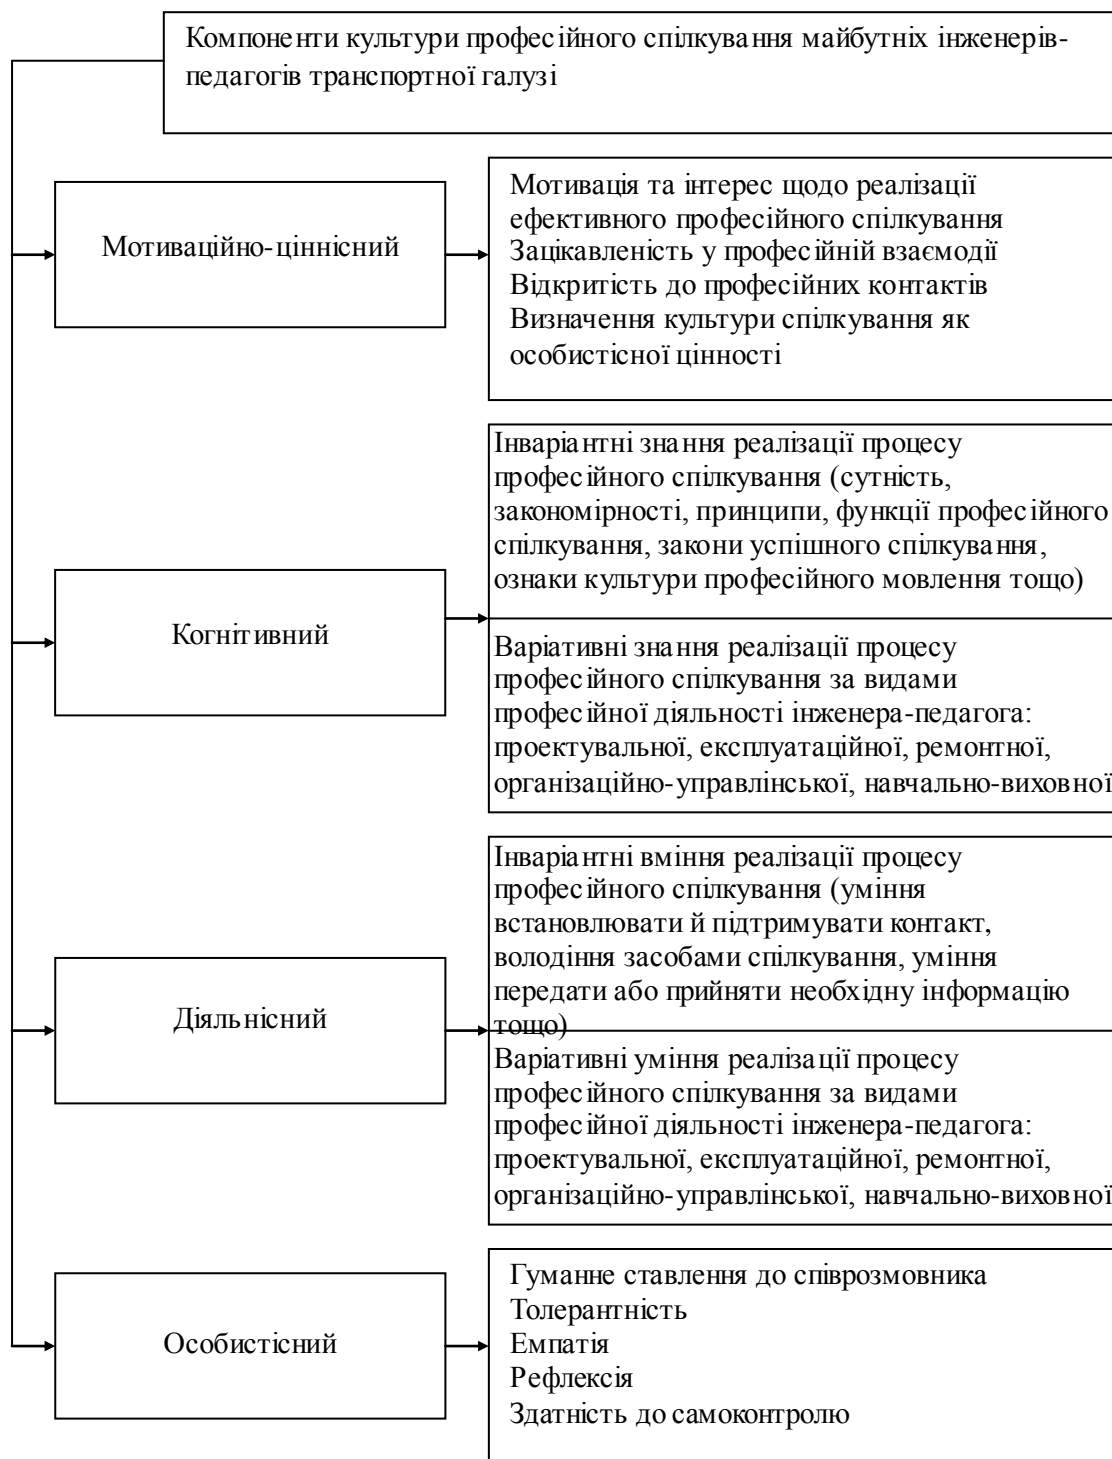 Компоненти культури професійного спілкування майбутніх інженерів-
педагогів транспортної галузі
Мотиваційно-ціннісний
Мотивація та інтерес щодо реалізації
ефективного професійного спілкування
Зацікавленість у професійній взаємодії
Відкритість до професійних контактів
Визначення культури спілкування як
особистісної цінності
Когнітивний
Інваріантні знання реалізації процесу
професійного спілкування (сутність,
закономірності, принципи, функції професійного
спілкування, закони успішного спілкування,
ознаки культури професійного мовлення тощо)
Варіативні знання реалізації процесу
професійного спілкування за видами
професійної діяльності інженера-педагога:
проектувальної, експлуатаційної, ремонтної,
організаційно-управлінської, навчально-виховної
Діяльнісний
Інваріантні вміння реалізації процесу
професійного спілкування (уміння
встановлювати й підтримувати контакт,
володіння засобами спілкування, уміння
передати або прийняти необхідну інформацію
тощо)
Варіативні уміння реалізації процесу
професійного спілкування за видами
професійної діяльності інженера-педагога:
проектувальної, експлуатаційної, ремонтної,
організаційно-управлінської, навчально-виховної
Особистісний
Гуманне ставлення до співрозмовника
Толерантність
Емпатія
Рефлексія
Здатність до самоконтролю